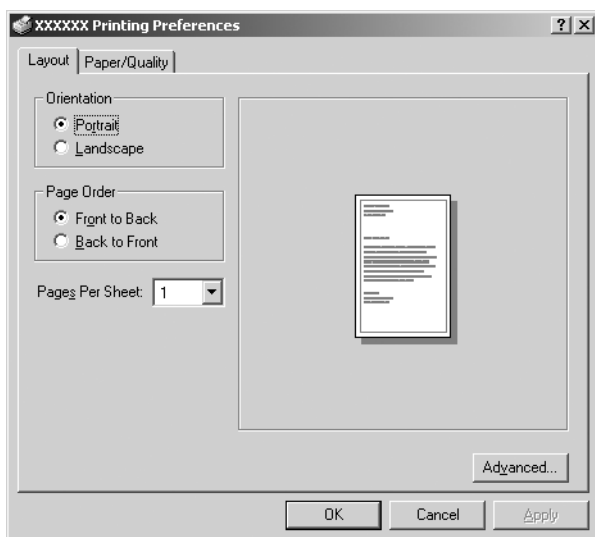 XXXXXX Printing Preferences
Layout Paper/Quality
Orientation
Portrait
Landscape
Page Order
Front to Back
Back to Front
Pages Per Sheet: 1
Advanced...
OK Cancel Apply